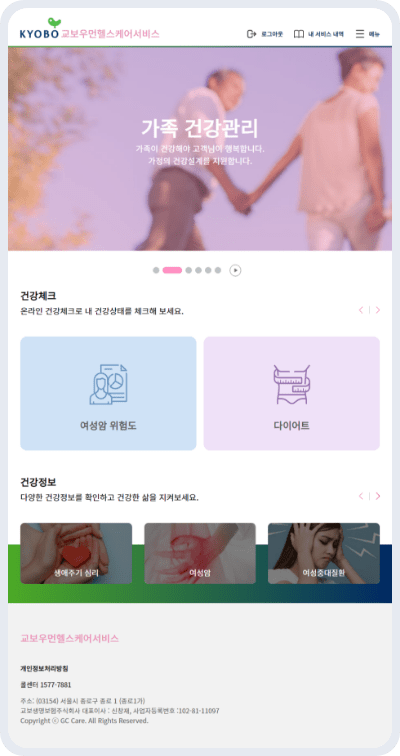 KYOBO 교보우먼헬스케어서비스
로그아웃 내 서비스 내역 메뉴
가족 건강관리
가족이 건강해야 고객님이 행복합니다.
가정의 건강설계를 지원합니다.
건강체크
온라인 건강체크로 내 건강상태를 체크해 보세요.
여성암 위험도
다이어트
건강정보
다양한 건강정보를 확인하고 건강한 삶을 지켜보세요.
생애주기 심리
여성암
여성중대질환
교보우먼헬스케어서비스
개인정보처리방침
콜센터 1577-7881
주소: (03154) 서울시 종로구 종로 1 (종로1가)
교보생명보험주식회사 대표이사 : 신창재, 사업자등록번호 :102-81-11097
Copyright ⓒ GC Care. All Rights Reserved.